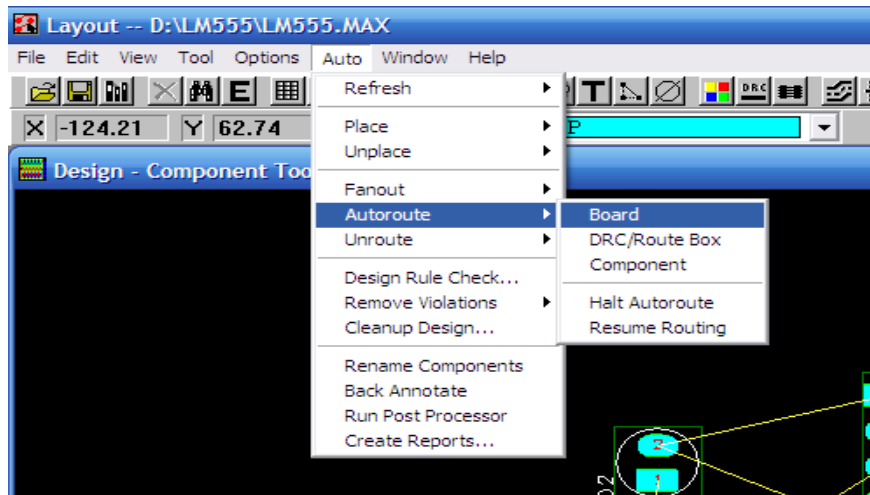 Layout -- D:\LM555\LM555.MAX
File Edit View Tool Options Auto Window Help
E T DRC
X -124.21 Y 62.74 P
Design - Component Too
Refresh
Place
Unplace
Fanout
Autoroute
Unroute
Design Rule Check...
Remove Violations
Cleanup Design...
Rename Components
Back Annotate
Run Post Processor
Create Reports...
Board
DRC/Route Box
Component
Halt Autoroute
Resume Routing
2
1